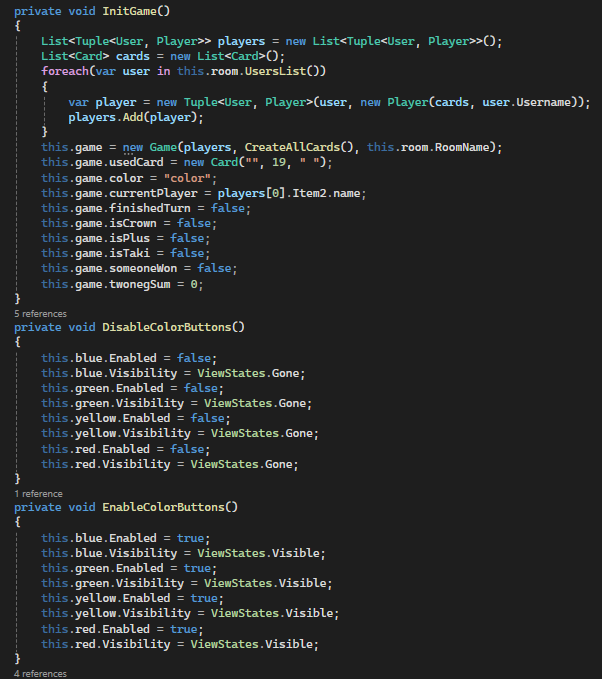 private void InitGame()
{
List<Tuple<User, Player>> players = new List<Tuple<User, Player>>();
List<Card> cards = new List<Card>();
foreach(var user in this.room.UsersList())
{
var player = new Tuple<User, Player>(user, new Player(cards, user.Username));
players.Add(player);
}
this.game = new Game(players, CreateAllCards(), this.room.RoomName);
this.game.usedCard = new Card("", 19, " ");
this.game.color = "color";
this.game.currentPlayer = players[0].Item2.name;
this.game.finishedTurn = false;
this.game.isCrown = false;
this.game.isPlus = false;
this.game.isTaki = false;
this.game.someoneWon = false;
this.game.twonegSum = 0;
}
5 references
private void DisableColorButtons()
{
this.blue.Enabled = false;
this.blue.Visibility = ViewStates.Gone;
this.green.Enabled = false;
this.green.Visibility = ViewStates.Gone;
this.yellow.Enabled = false;
this.yellow.Visibility = ViewStates.Gone;
this.red.Enabled = false;
this.red.Visibility = ViewStates.Gone;
}
1 reference
private void EnableColorButtons()
{
this.blue.Enabled = true;
this.blue.Visibility = ViewStates.Visible;
this.green.Enabled = true;
this.green.Visibility = ViewStates.Visible;
this.yellow.Enabled = true;
this.yellow.Visibility = ViewStates.Visible;
this.red.Enabled = true;
this.red.Visibility = ViewStates.Visible;
}
4 references